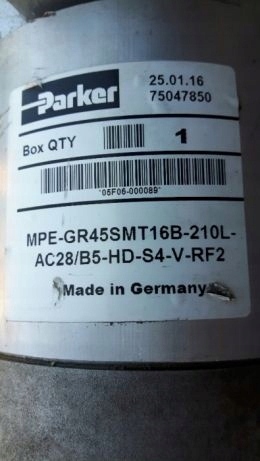 Parker
25.01.16
75047850
Box QTY
1
"05F06-000089"
MPE-GR45SMT16B-210L-
AC28/B5-HD-S4-V-RF2
Made in Germany